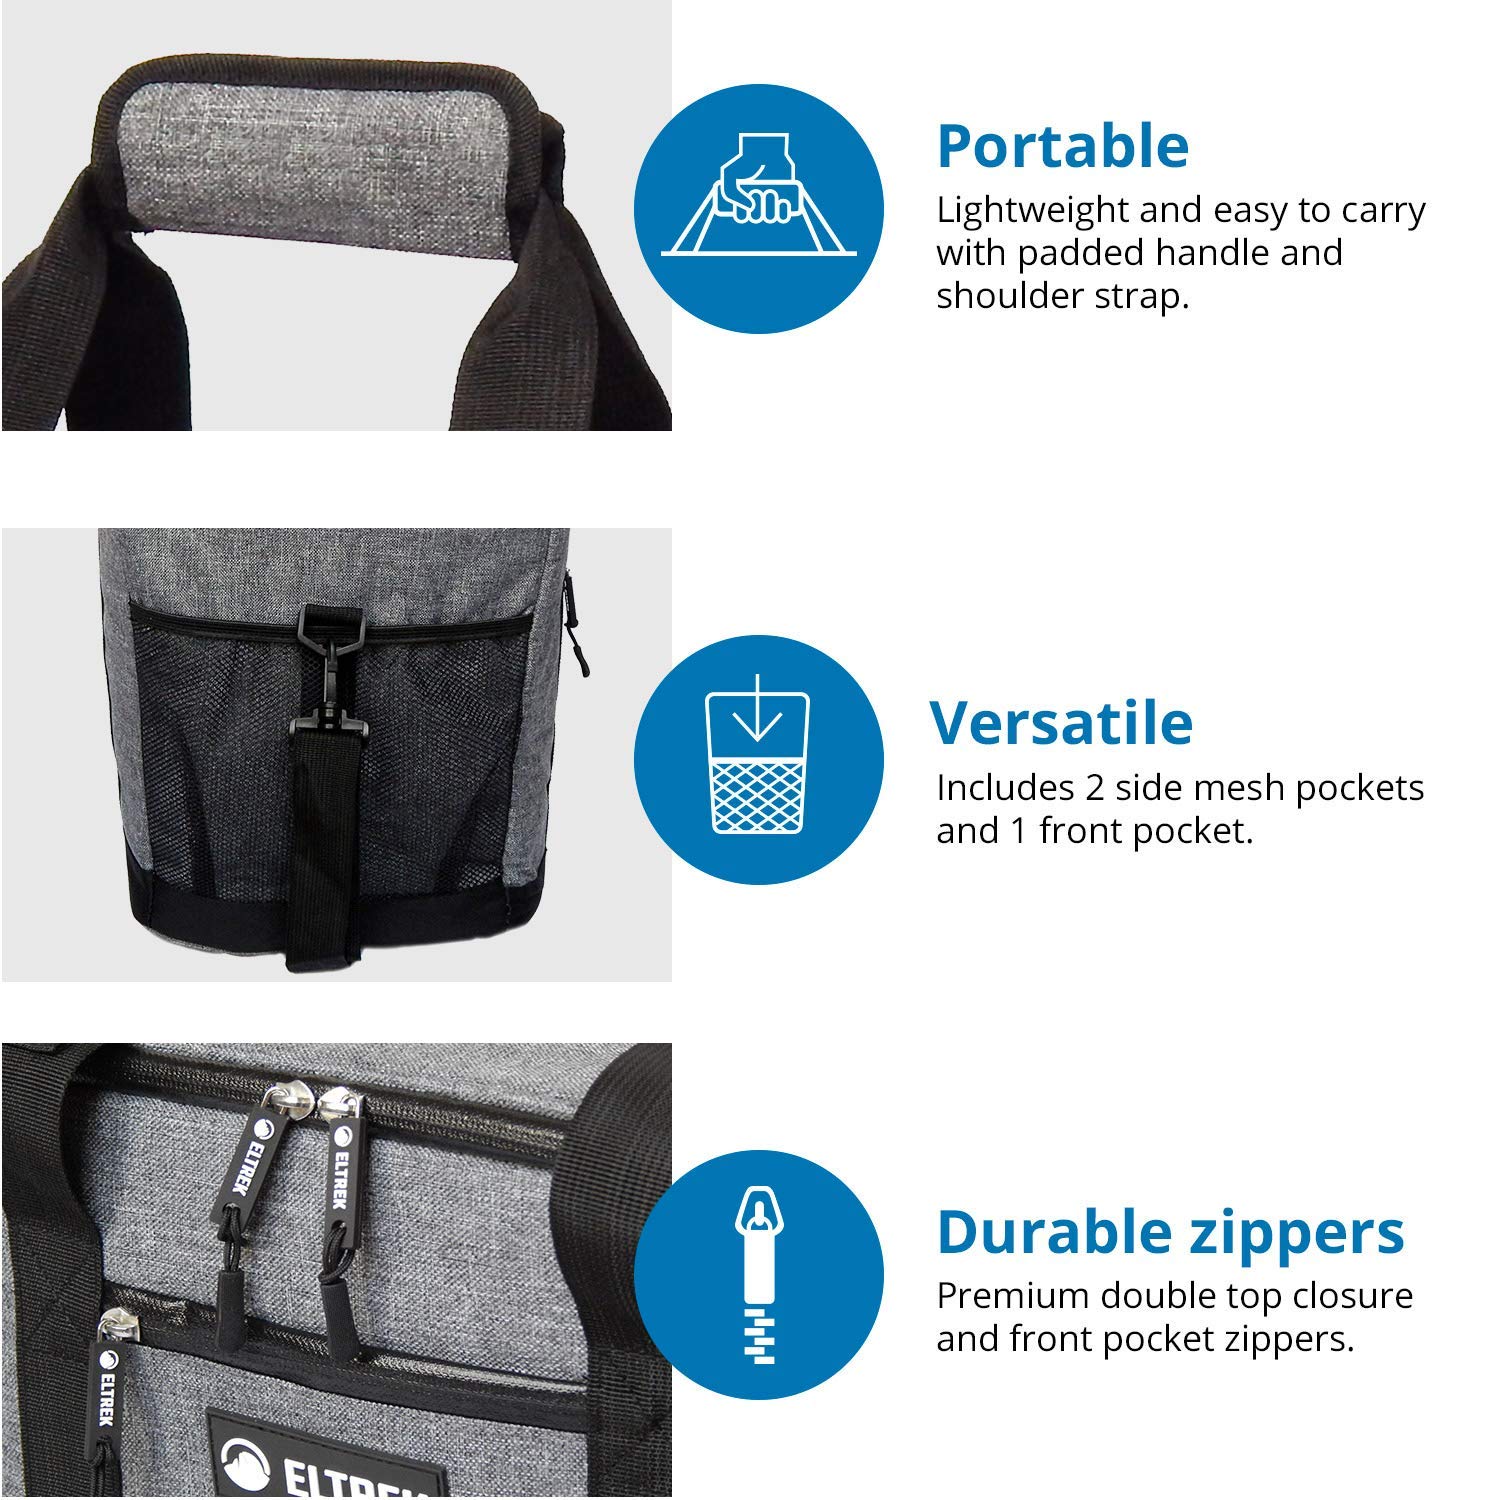 Portable
Lightweight and easy to carry
with padded handle and
shoulder strap.
Versatile
Includes 2 side mesh pockets
and 1 front pocket.
ELTREK
ELTREK
ELTREK
ELTREK
Durable zippers
Premium double top closure
and front pocket zippers.